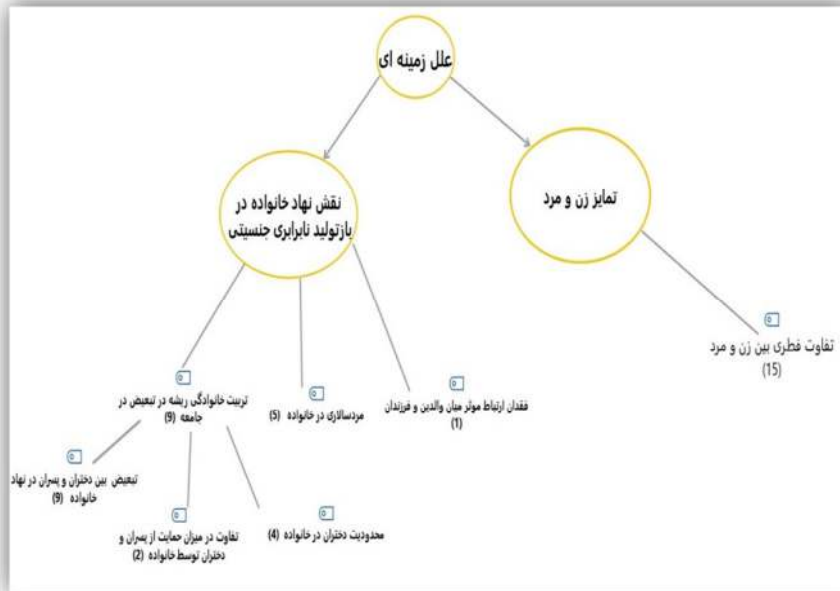 علل زمینه ای
نقش نهاد خانواده در
بازتولید نابرابری جنسیتی
تمایز زن و مرد
تفاوت فطری بین زن و مرد
(15)
تربیت خانوادگی ریشه در تبعیض در
جامعه (9)
مردسالاری در خانواده (5)
فقدان ارتباط موثر میان والدین و فرزندان
(1)
تبعیض بین دختران و پسران در نهاد
خانواده (9)
تفاوت در میزان حمایت از پسران و
دختران توسط خانواده (2)
محدودیت دختران در خانواده (4)